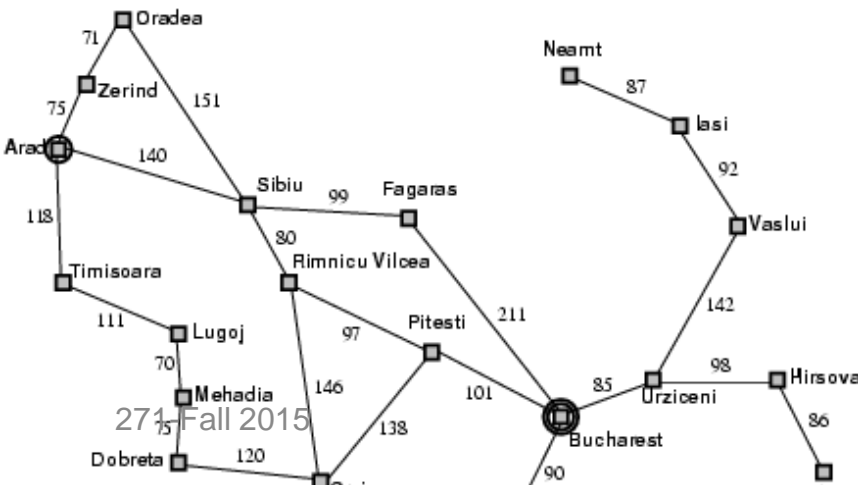 Oradea
71
Neamt
87
Zerind
75
151
Iasi
Arad
140
92
Sibiu
99
Fagaras
118
80
Vaslui
Rimnicu Vilcea
Timisoara
142
111
211
Lugoj
97
Pitesti
98
70
85
Hirsova
146
101
Urziceni
Mehadia
271-Fall 2015
75
138
86
Bucharest
Dobreta
120
90